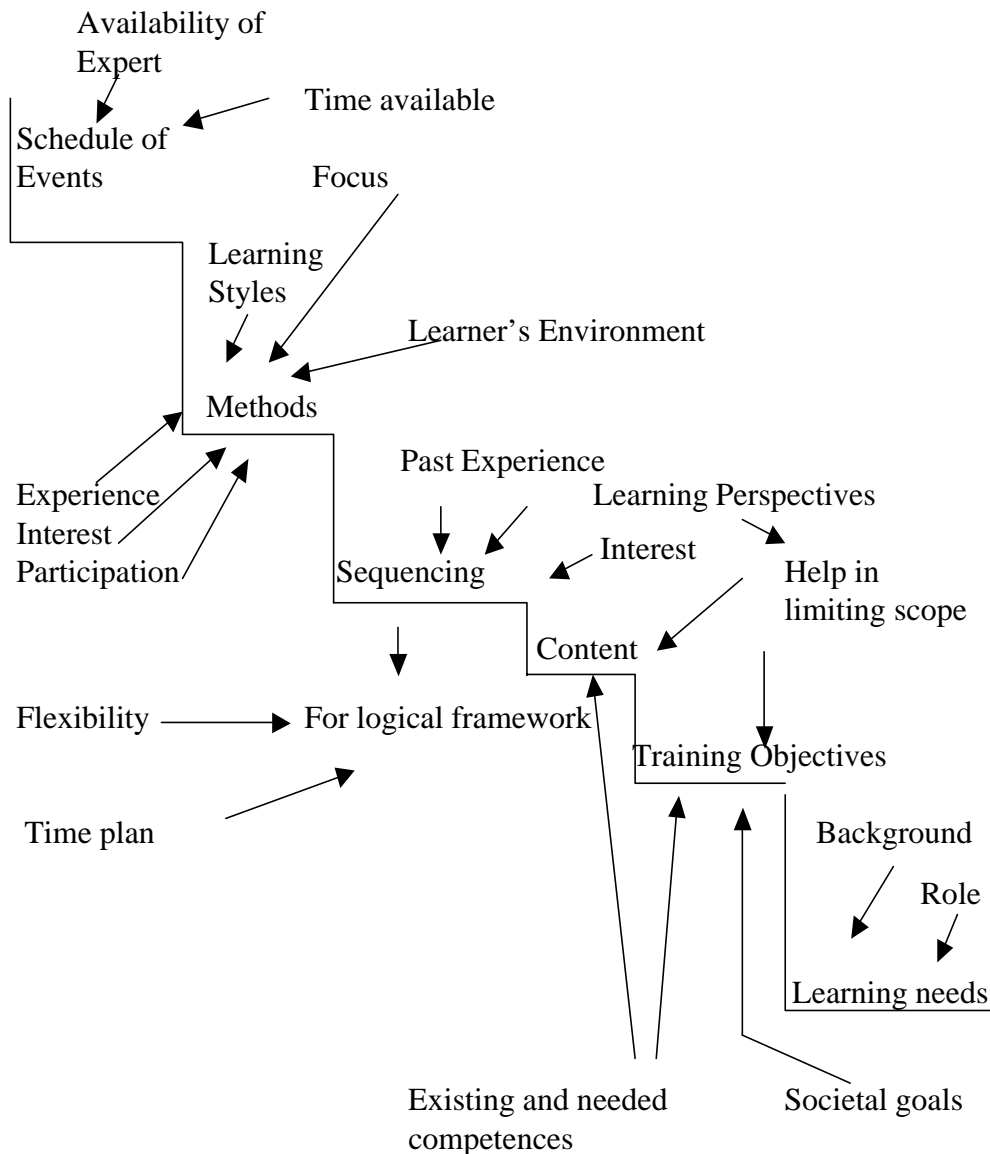 Availability of
Expert
Time available
Schedule of
Events
Focus
Learning
Styles
Learner's Environment
Methods
Past Experience
Experience
Interest
Participation
Learning Perspectives
Interest
Sequencing
Help in
limiting scope
Content
Flexibility
For logical framework
Training Objectives
Time plan
Background
Role
Learning needs
Existing and needed
competences
Societal goals